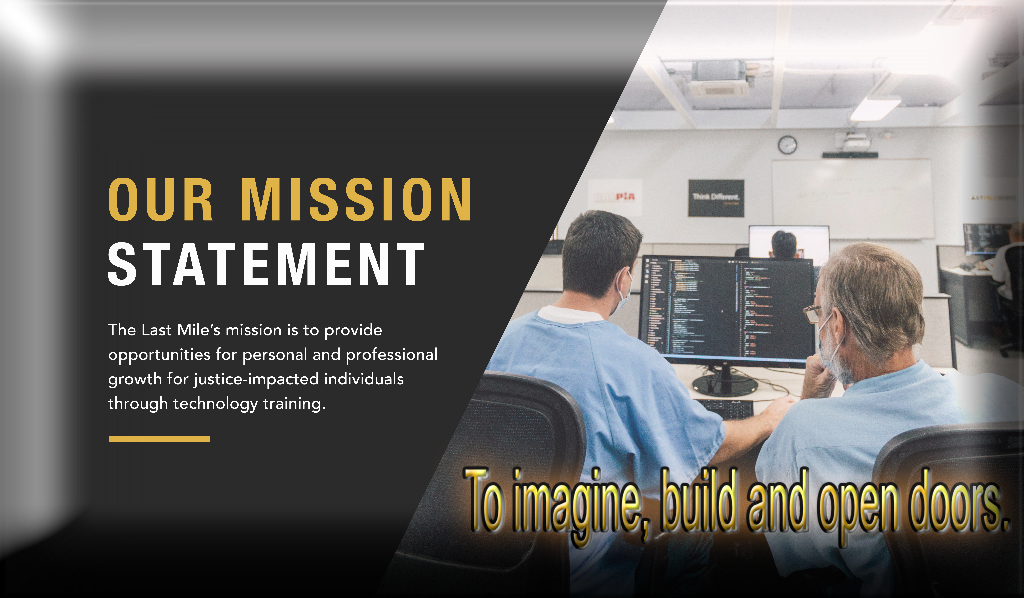 OUR MISSION
STATEMENT
The Last Mile's mission is to provide
opportunities for personal and professional
growth for justice-impacted individuals
through technology training.
Think Different.
To imagine, build and open doors.